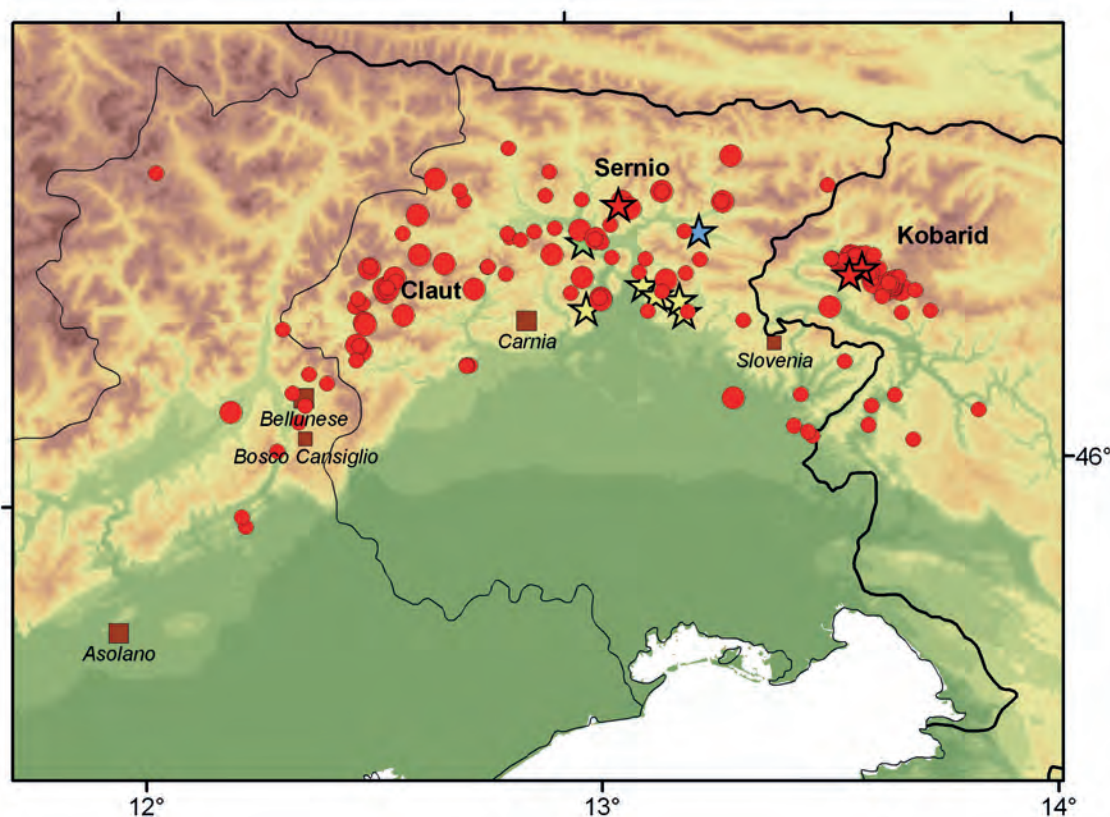 Sernio
Kobarid
Claut
Carnia
Slovenia
Bellunese
Bosco Cansiglio
46°
Asolano
12°
13°
14°